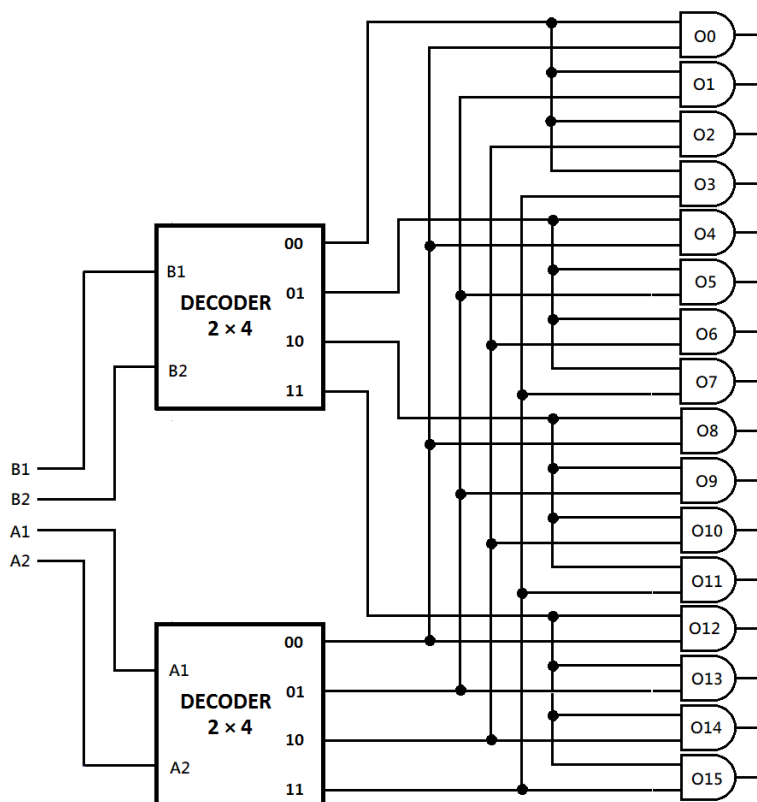 O0
O1
O2
O3
O4
O5
O6
O7
O8
O9
O10
O11
O12
O13
O14
O15
B1
B2
DECODER
2 × 4
00
01
10
11
B1
B2
A1
A2
A1
A2
DECODER
2 × 4
00
01
10
11